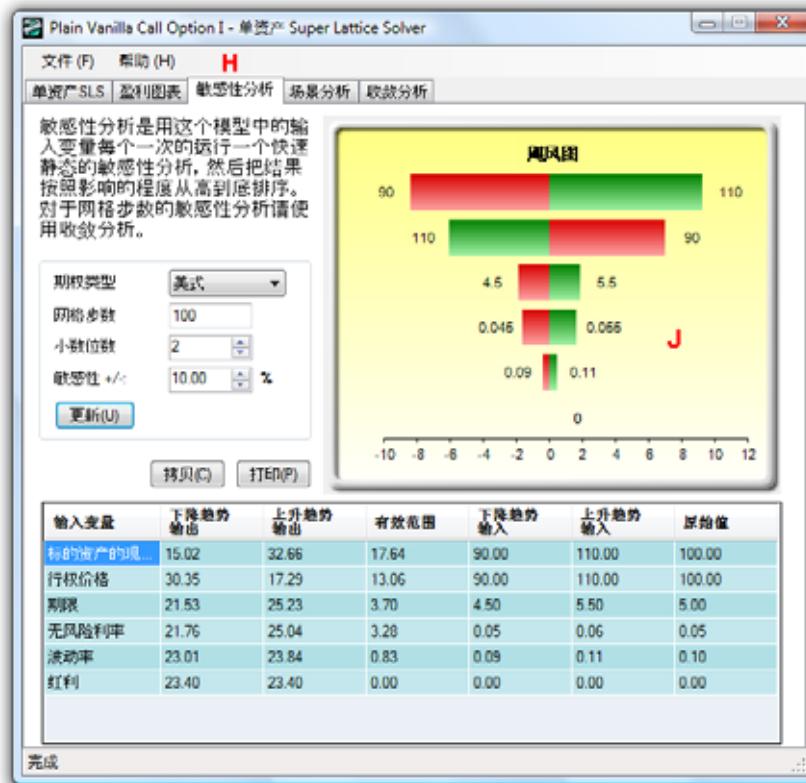 Plain Vanilla Call Option I - 单资产 Super Lattice Solver
文件 (F) 帮助 (H) H
单资产SLS 盈利图表 敏感性分析 场景分析 收敛分析
敏感性分析是用这个模型中的输
入变量每个一次的运行一个快速
静态的敏感性分析,然后把结果
按照影响的程度从高到底排序。
对于网格步数的敏感性分析请使
用收敛分析。
期权类型 美式
网格步数 100
小数位数 2
敏感性 +/-: 10.00 %
更新(U)
拷贝(C) 打印(P)
飓风图
90 110
110 90
4.5 5.5
0.045 0.055
J
0.09 0.11
0
-10 -8 -6 -4 -2 0 2 4 6 8 10 12
输入变量 下降趋势输出 上升趋势输出 有效范围 下降趋势输入 上升趋势输入 原始值
标的资产的现... 15.02 32.66 17.64 90.00 110.00 100.00
行权价格 30.35 17.29 13.06 90.00 110.00 100.00
期限 21.53 25.23 3.70 4.50 5.50 5.00
无风险利率 21.76 25.04 3.28 0.05 0.06 0.05
波动率 23.01 23.84 0.83 0.09 0.11 0.10
红利 23.40 23.40 0.00 0.00 0.00 0.00
完成